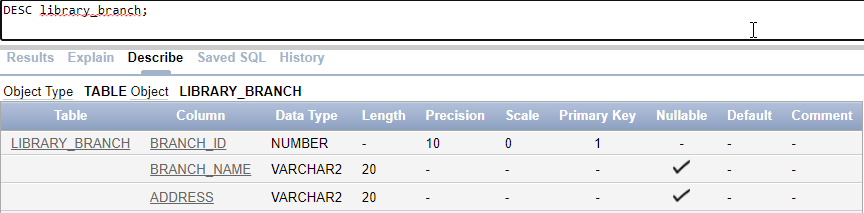 DESC library_branch;
Results Explain Describe Saved SQL History
Object Type TABLE Object LIBRARY_BRANCH
Table Column Data Type Length Precision Scale Primary Key Nullable Default Comment
LIBRARY_BRANCH BRANCH_ID NUMBER - 10 0 1 - - -
BRANCH_NAME VARCHAR2 20 - - - ✓ - -
ADDRESS VARCHAR2 20 - - - ✓ - -